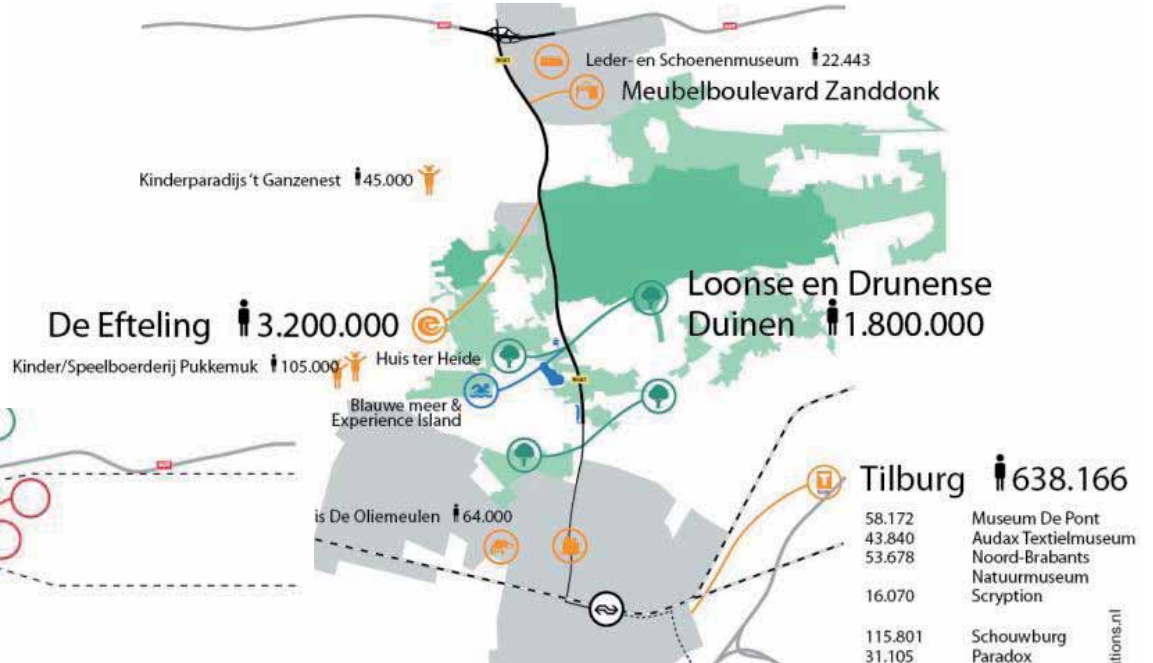 Leder- en Schoenenmuseum 22.443
Meubelboulevard Zanddonk
Kinderparadijs 't Ganzenest 45.000
Loonse en Drunense
Duinen 1.800.000
De Efteling 3.200.000
Kinder/Speelboerderij Pukkemuk 105.000
Huis ter Heide
Blauwe meer &
Experience Island
Tilburg 638.166
is De Oliemeulen 64.000
58.172 Museum De Pont
43.840 Audax Textielmuseum
53.678 Noord-Brabants
Natuurmuseum
16.070 Scryption
115.801 Schouwburg
31.105 Paradox
tions.nl